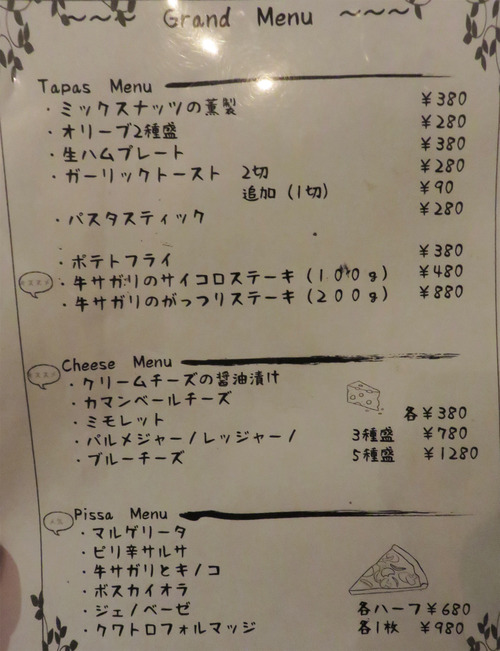 Grand Menu
Tapas Menu
・ミックスナッツの薫製 ¥380
・オリーブ2種盛 ¥280
・生ハムプレート ¥380
・ガーリックトースト 2切 ¥280
追加(1切) ¥90
・パスタスティック ¥280
・ポテトフライ ¥380
・牛サガリのサイコロステーキ(100g) ¥480
・牛サガリのがっつりステーキ(200g) ¥880
Cheese Menu
・クリームチーズの醤油漬け
・カマンベールチーズ
・ミモレット 各¥380
・パルメジャーノレッジャーノ 3種盛 ¥780
・ブルーチーズ 5種盛 ¥1280
Pissa Menu
・マルゲリータ
・ピリ辛サルサ
・牛サガリとキノコ
・ボスカイオラ
・ジェノベーゼ 各ハーフ¥680
・クワトロフォルマッジ 各1枚 ¥980